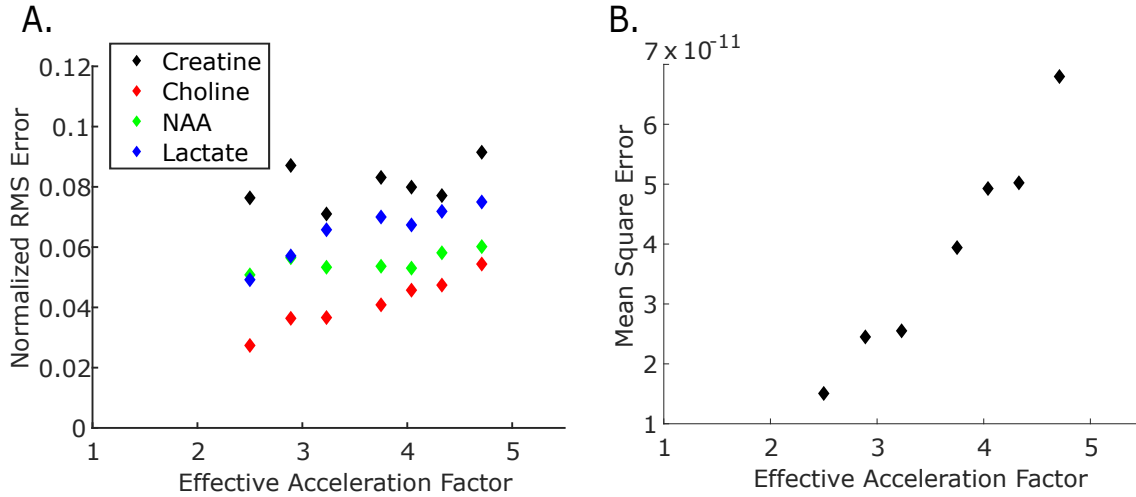 A.
Normalized RMS Error
0.12
0.1
0.08
0.06
0.04
0.02
0
Creatine
Choline
NAA
Lactate
1 2 3 4 5
Effective Acceleration Factor
B.
7 x 10^-11
Mean Square Error
6
5
4
3
2
1
1 2 3 4 5
Effective Acceleration Factor